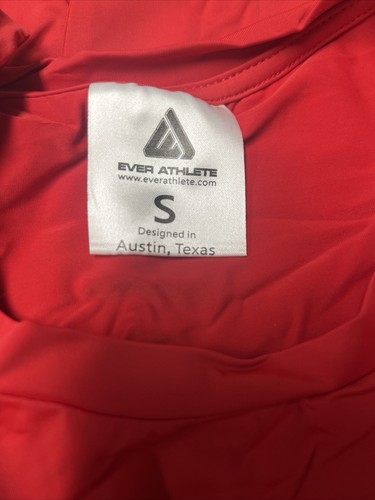 EVER ATHLETE
www.everathlete.com
S
Designed in
Austin, Texas